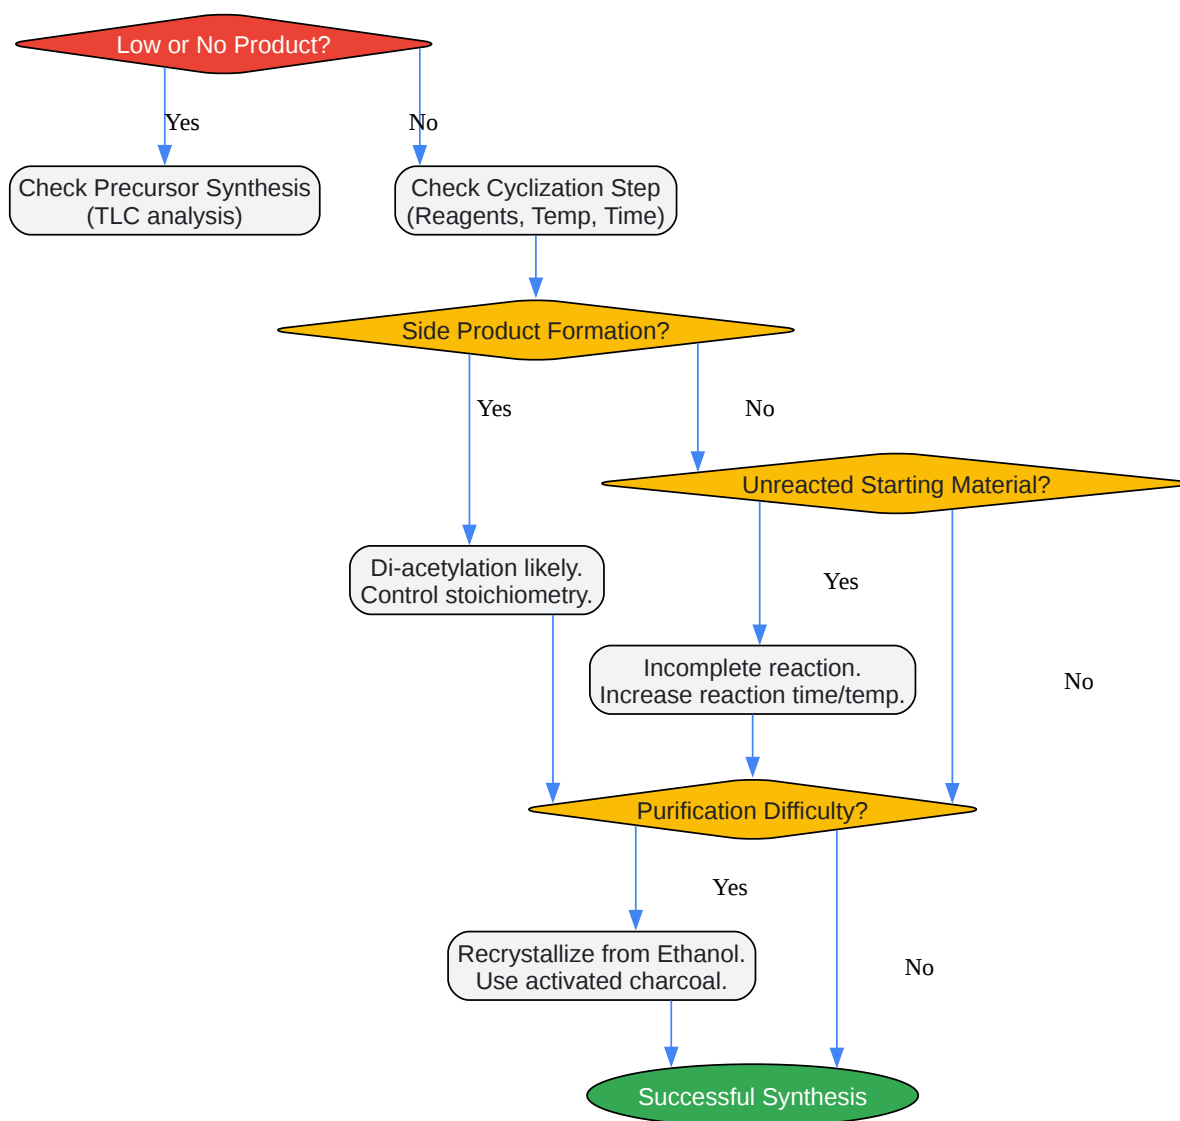 Low or No Product?
Yes
No
Check Precursor Synthesis
(TLC analysis)
Check Cyclization Step
(Reagents, Temp, Time)
Side Product Formation?
Yes
No
Unreacted Starting Material?
Di-acetylation likely.
Control stoichiometry.
Yes
Incomplete reaction.
Increase reaction time/temp.
No
Purification Difficulty?
Yes
Recrystallize from Ethanol.
Use activated charcoal.
No
Successful Synthesis